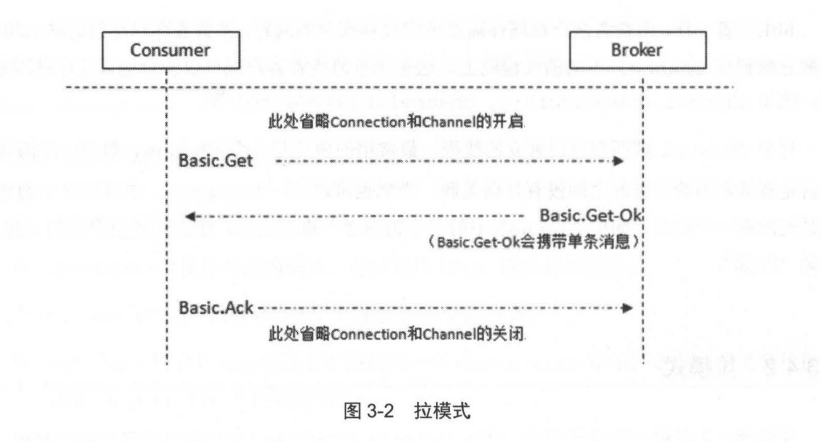 Consumer
Broker
此处省略Connection和Channel的开启
Basic.Get
Basic.Get-Ok
（Basic.Get-Ok会携带单条消息）
Basic.Ack
此处省略Connection和Channel的关闭
图 3-2 拉模式